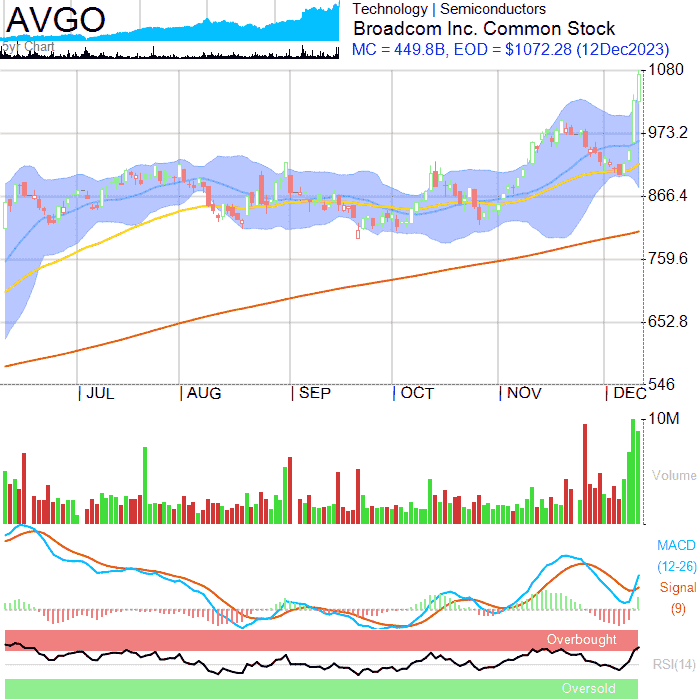 AVGO
5yr Chart
Technology | Semiconductors
Broadcom Inc. Common Stock
MC = 449.8B, EOD = $1072.28 (12Dec2023)
1080
973.2
866.4
759.6
652.8
546
JUL
AUG
SEP
OCT
NOV
DEC
10M
Volume
MACD
(12-26)
Signal
(9)
Overbought
RSI(14)
Oversold